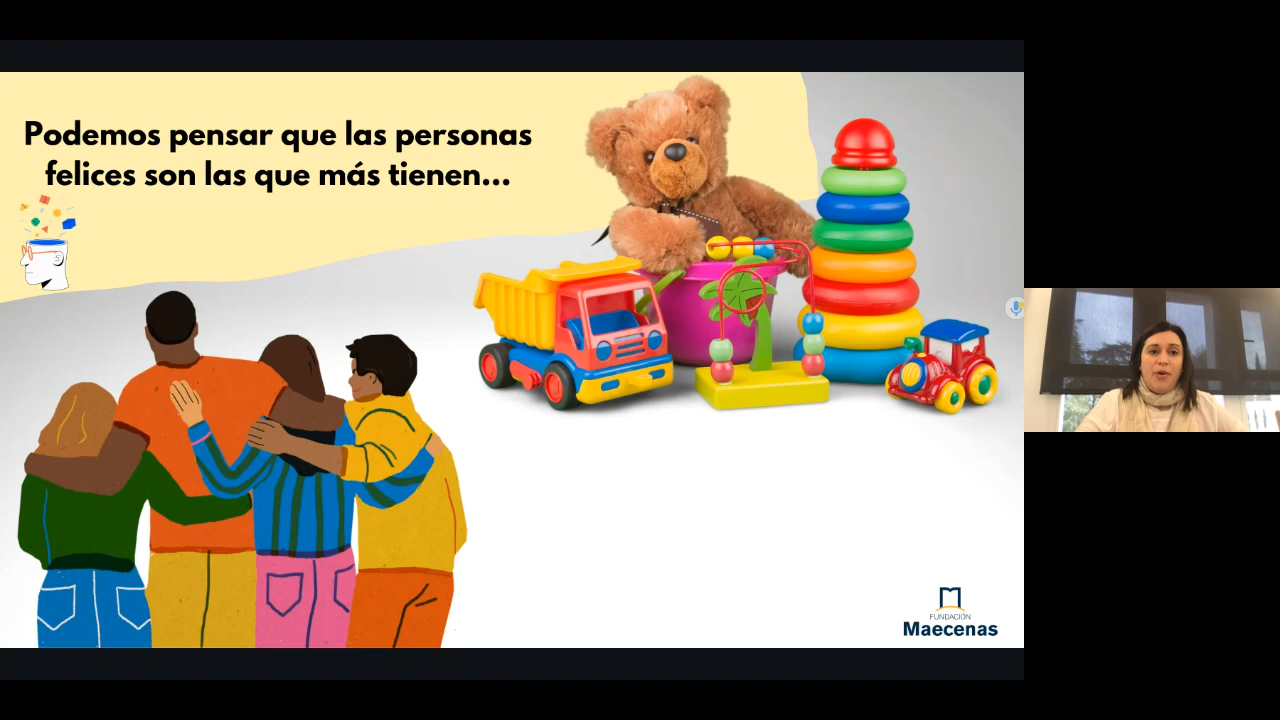 Podemos pensar que las personas
felices son las que más tienen...
FUNDACIÓN
Maecenas